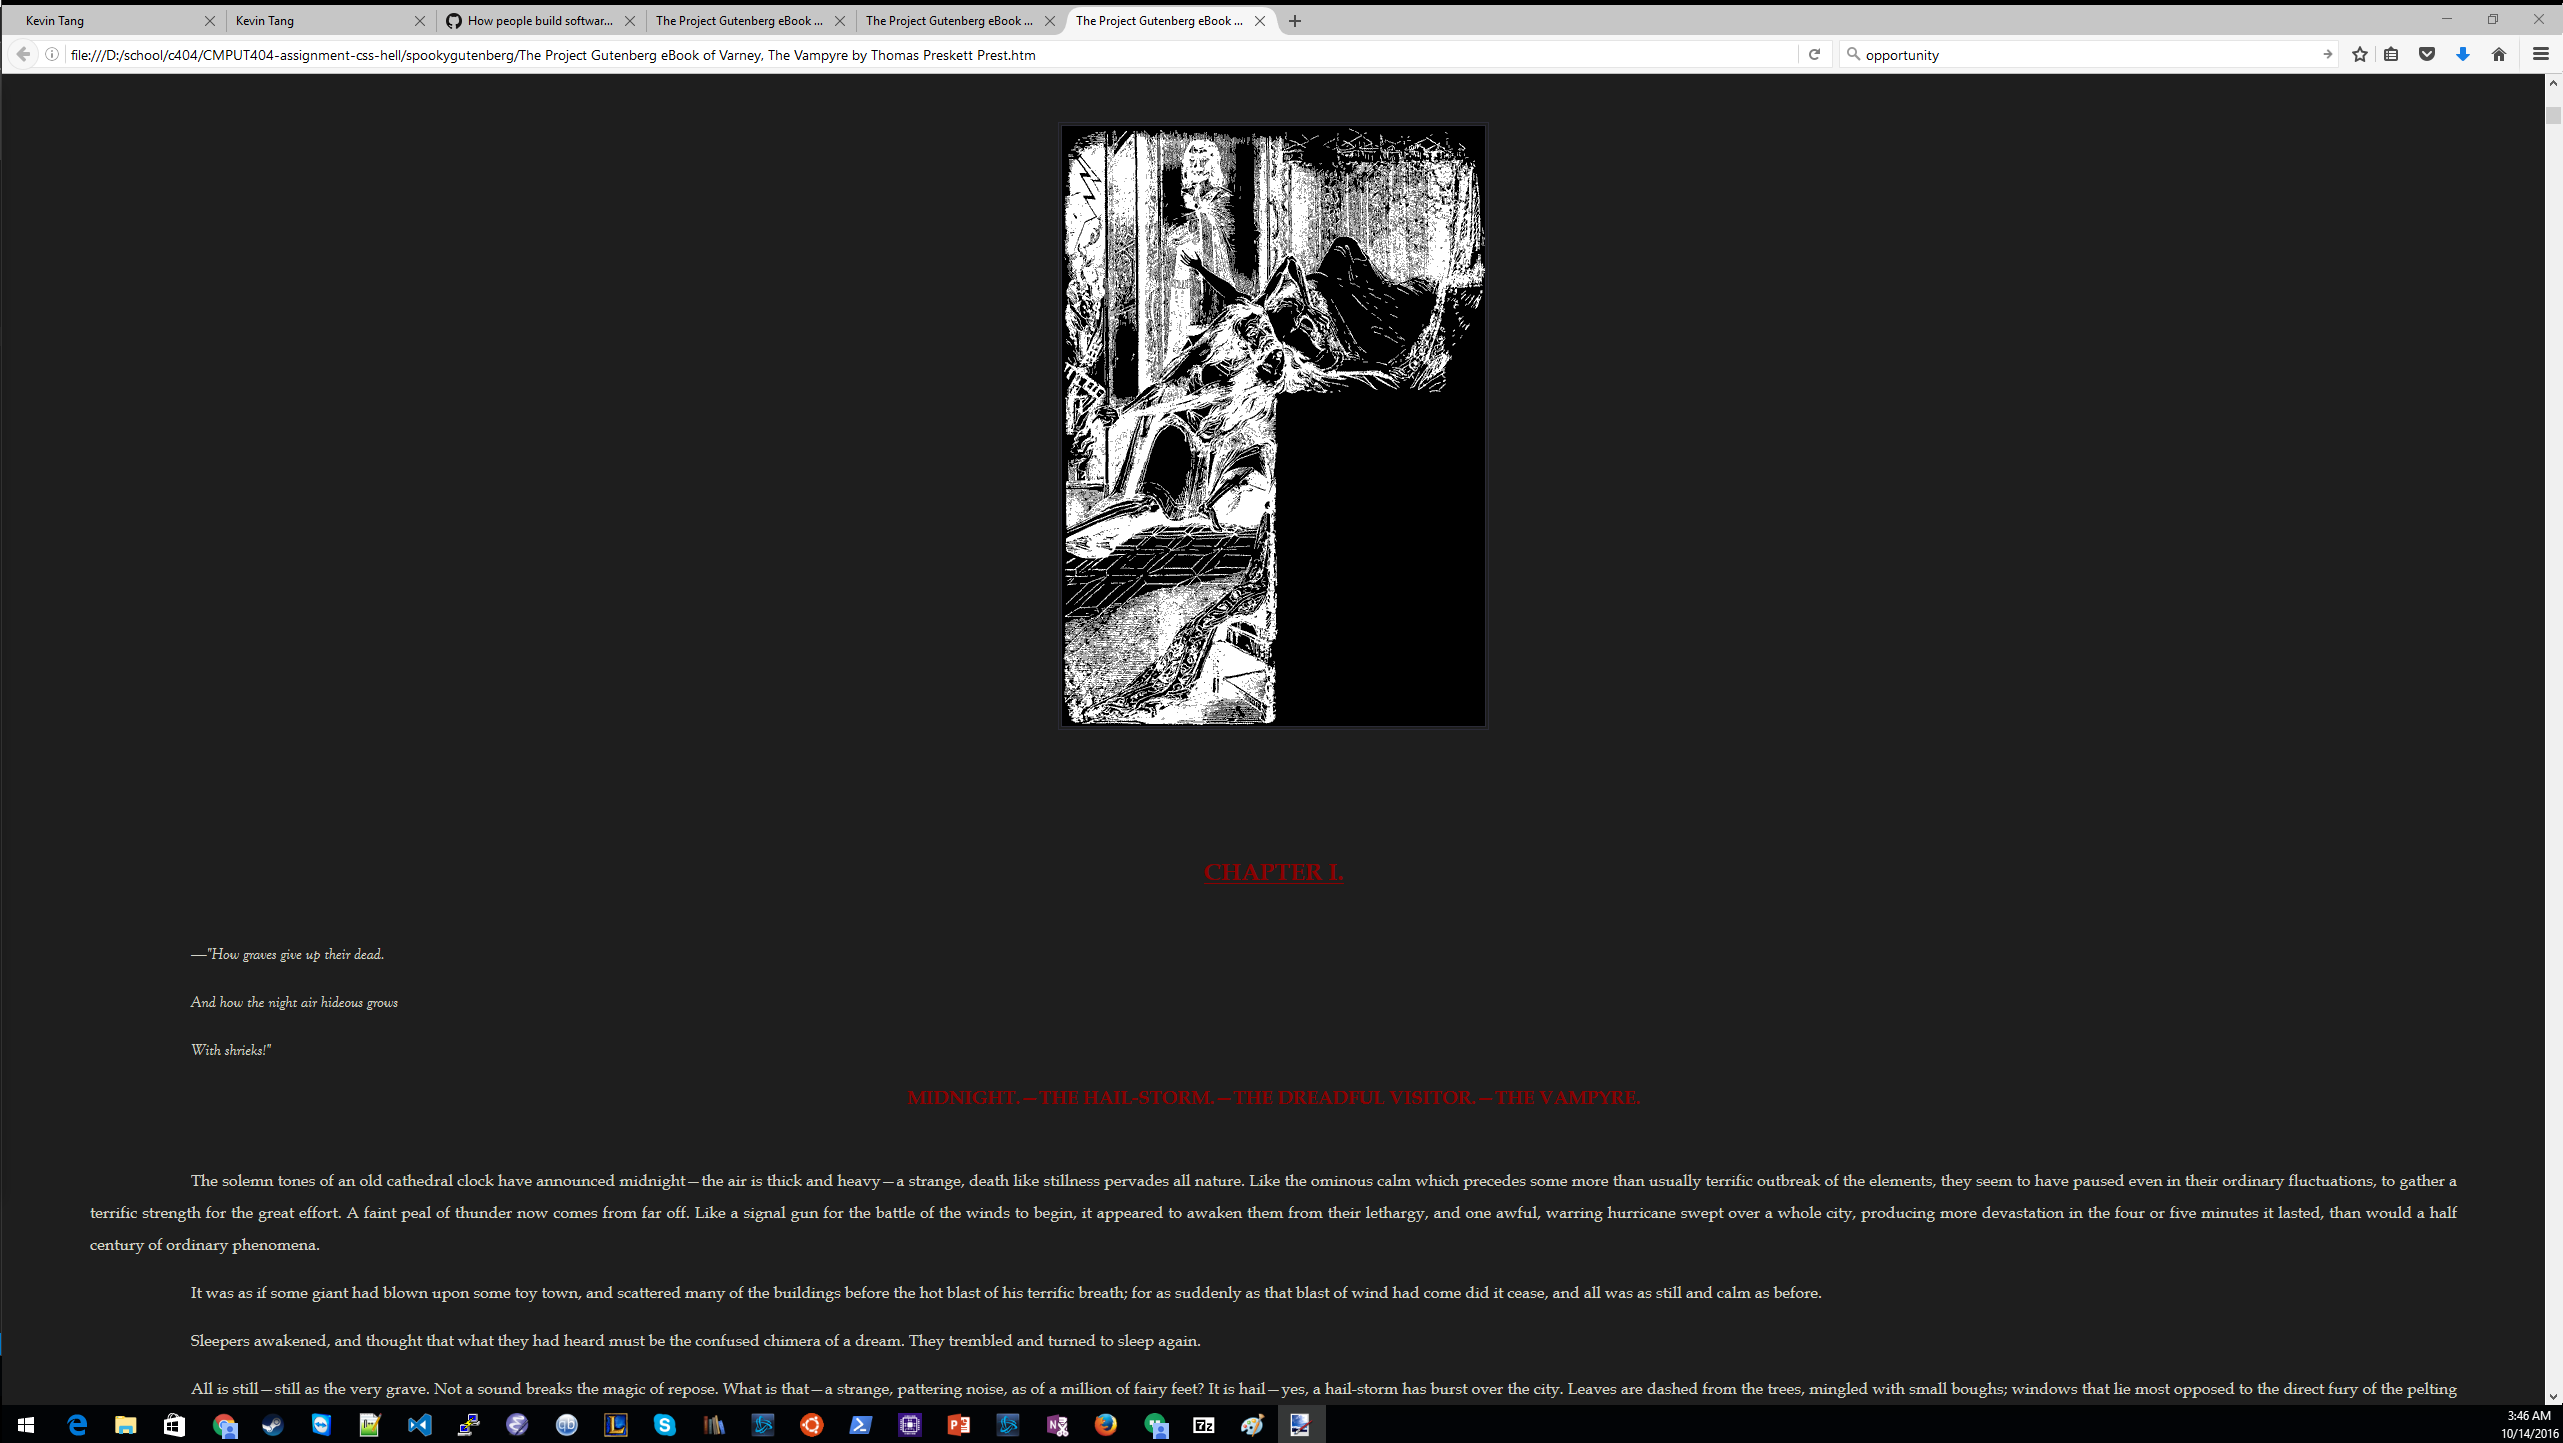 Kevin Tang
Kevin Tang
How people build softwar...
The Project Gutenberg eBook ...
The Project Gutenberg eBook ...
The Project Gutenberg eBook ...
file:///D:/school/c404/CMPUT404-assignment-css-hell/spookygutenberg/The Project Gutenberg eBook of Varney, The Vampyre by Thomas Preskett Prest.htm
opportunity
CHAPTER I.
—"How graves give up their dead.
And how the night air hideous grows
With shrieks!"
MIDNIGHT.—THE HAIL-STORM.—THE DREADFUL VISITOR.—THE VAMPYRE.
The solemn tones of an old cathedral clock have announced midnight—the air is thick and heavy—a strange, death like stillness pervades all nature. Like the ominous calm which precedes some more than usually terrific outbreak of the elements, they seem to have paused even in their ordinary fluctuations, to gather a
terrific strength for the great effort. A faint peal of thunder now comes from far off. Like a signal gun for the battle of the winds to begin, it appeared to awaken them from their lethargy, and one awful, warring hurricane swept over a whole city, producing more devastation in the four or five minutes it lasted, than would a half
century of ordinary phenomena.
It was as if some giant had blown upon some toy town, and scattered many of the buildings before the hot blast of his terrific breath; for as suddenly as that blast of wind had come did it cease, and all was as still and calm as before.
Sleepers awakened, and thought that what they had heard must be the confused chimera of a dream. They trembled and turned to sleep again.
All is still—still as the very grave. Not a sound breaks the magic of repose. What is that—a strange, pattering noise, as of a million of fairy feet? It is hail—yes, a hail-storm has burst over the city. Leaves are dashed from the trees, mingled with small boughs; windows that lie most opposed to the direct fury of the pelting
qb
L
S
P
N
7z
3:46 AM
10/14/2016